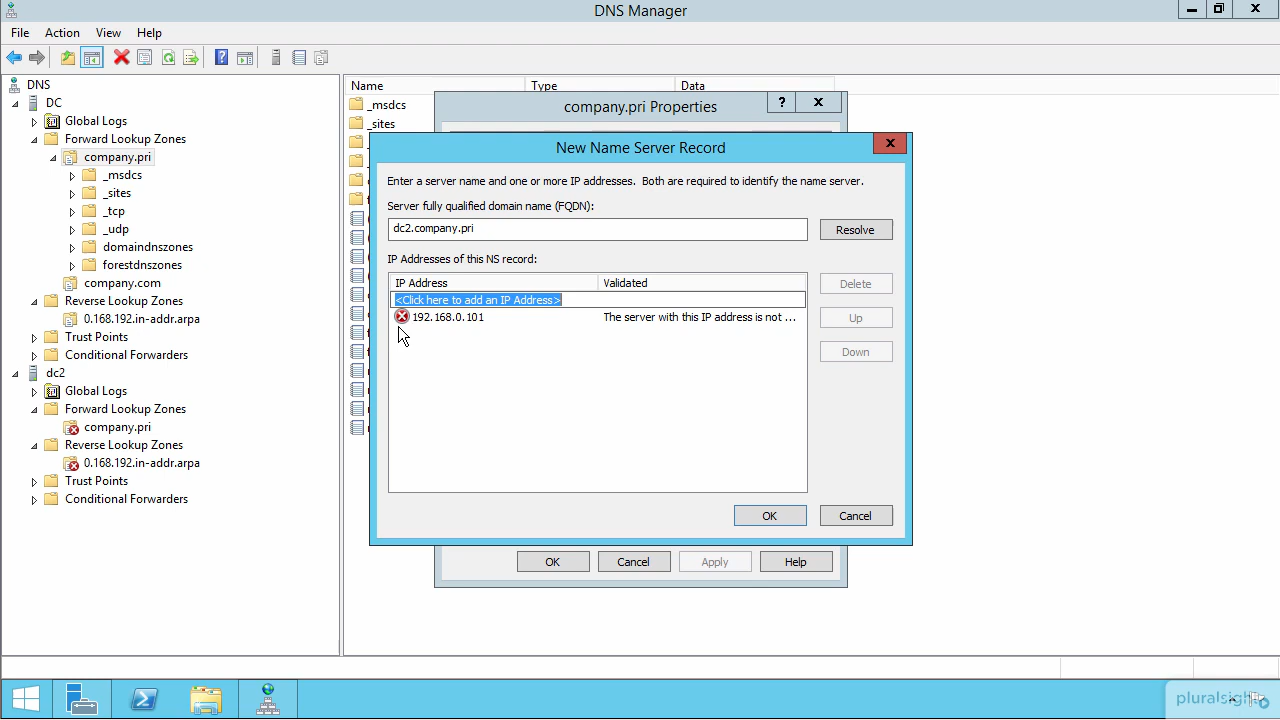 DNS Manager
File Action View Help
DNS
DC
Global Logs
Forward Lookup Zones
company.pri
_msdcs
_sites
_tcp
_udp
domaindnszones
forestdnszones
company.com
Reverse Lookup Zones
0.168.192.in-addr.arpa
Trust Points
Conditional Forwarders
dc2
Global Logs
Forward Lookup Zones
company.pri
Reverse Lookup Zones
0.168.192.in-addr.arpa
Trust Points
Conditional Forwarders
Name Type Data
_msdcs
_sites
company.pri Properties
?
New Name Server Record
Enter a server name and one or more IP addresses. Both are required to identify the name server.
Server fully qualified domain name (FQDN):
dc2.company.pri
Resolve
IP Addresses of this NS record:
IP Address Validated
<Click here to add an IP Address>
192.168.0.101 The server with this IP address is not ...
Delete
Up
Down
OK Cancel
OK Cancel Apply Help
pluralsight